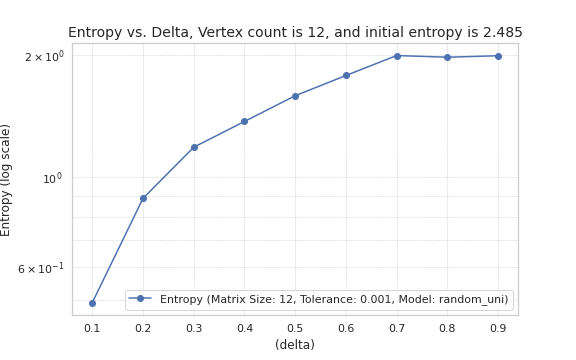 Entropy vs. Delta, Vertex count is 12, and initial entropy is 2.485
Entropy (log scale)
2 × 10⁰
10⁰
6 × 10⁻¹
Entropy (Matrix Size: 12, Tolerance: 0.001, Model: random_uni)
0.1 0.2 0.3 0.4 0.5 0.6 0.7 0.8 0.9
(delta)